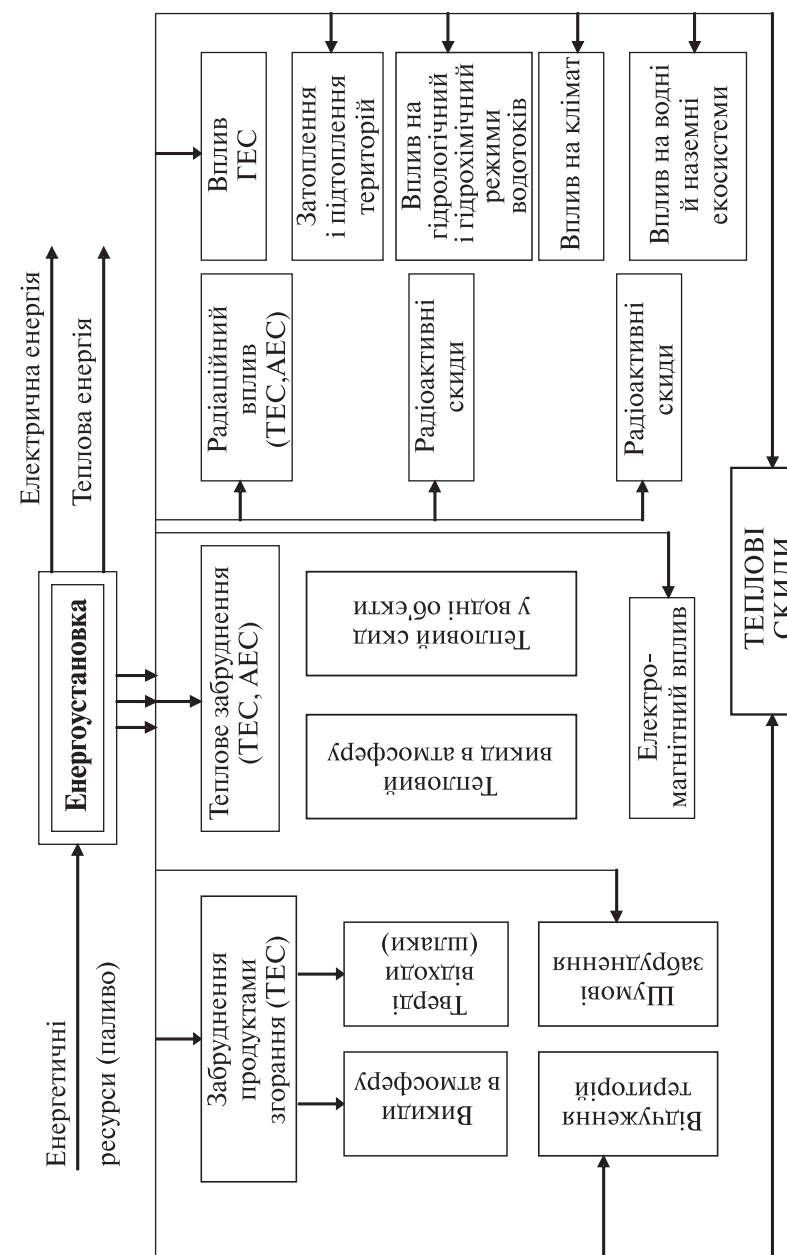 Енергетичні
ресурси (паливо)
Енергоустановка
Електрична енергія
Теплова енергія
Забруднення
продуктами
згорання (ТЕС)
Теплове забруднення
(ТЕС, АЕС)
Радіаційний
вплив
(ТЕС,АЕС)
Вплив
ГЕС
Викиди
в атмосферу
Тверді
відходи
(шлаки)
Тепловий
викид в атмосферу
Тепловий скид
у водні об'єкти
Радіоактивні
скиди
Затоплення
і підтоплення
територій
Вплив на
гідрологічний
і гідрохімічний
режими
водотоків
Відчуження
територій
Шумові
забруднення
Електро-
магнітний вплив
Радіоактивні
скиди
Вплив на клімат
Вплив на водні
й наземні
екосистеми
ТЕПЛОВІ
СКИДИ